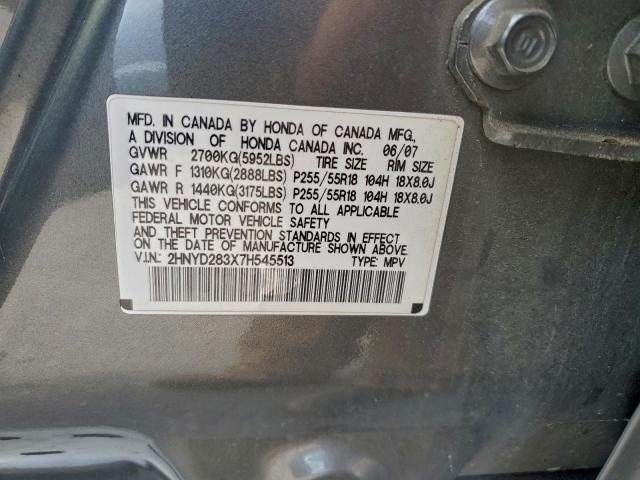 MFD. IN CANADA BY HONDA OF CANADA MFG.,
A DIVISION OF HONDA CANADA INC. 06/07
GVWR 2700KG(5952LBS) TIRE SIZE RIM SIZE
GAWR F 1310KG(2888LBS) P255/55R18 104H 18X8.0J
GAWR R 1440KG(3175LBS) P255/55R18 104H 18X8.0J
THIS VEHICLE CONFORMS TO ALL APPLICABLE
FEDERAL MOTOR VEHICLE SAFETY
AND THEFT PREVENTION STANDARDS IN EFFECT
ON THE DATE OF MANUFACTURE SHOWN ABOVE.
V.I.N.: 2HNYD283X7H545513 TYPE: MPV